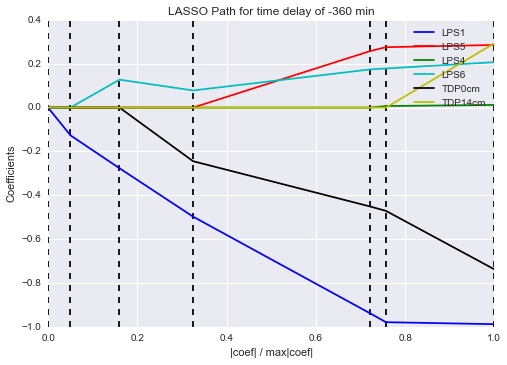 LASSO Path for time delay of -360 min
0.4
0.2
0.0
−0.2
−0.4
−0.6
−0.8
−1.0
Coefficients
LPS1
LPS5
LPS4
LPS6
TDP0cm
TDP14cm
0.0 0.2 0.4 0.6 0.8 1.0
|coef| / max|coef|